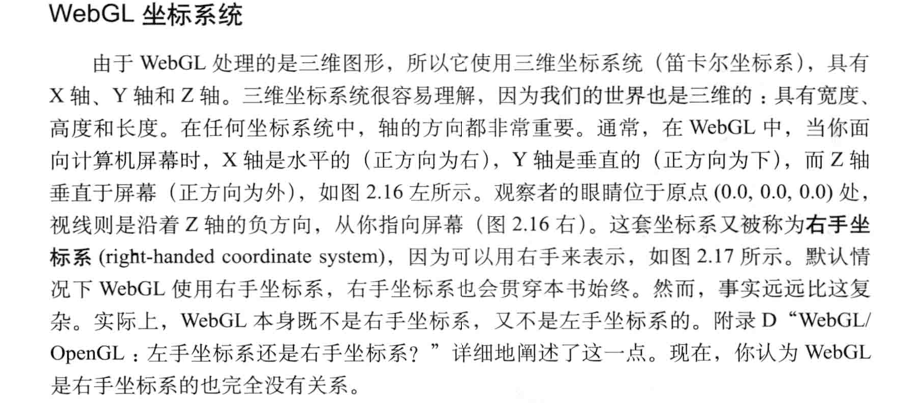 WebGL 坐标系统
由于 WebGL 处理的是三维图形，所以它使用三维坐标系统（笛卡尔坐标系），具有
X 轴、Y 轴和 Z 轴。三维坐标系统很容易理解，因为我们的世界也是三维的：具有宽度、
高度和长度。在任何坐标系统中，轴的方向都非常重要。通常，在 WebGL 中，当你面
向计算机屏幕时，X 轴是水平的（正方向为右），Y 轴是垂直的（正方向为下），而 Z 轴
垂直于屏幕（正方向为外），如图 2.16 左所示。观察者的眼睛位于原点 (0.0, 0.0, 0.0) 处，
视线则是沿着 Z 轴的负方向，从你指向屏幕（图 2.16 右）。这套坐标系又被称为右手坐
标系 (right-handed coordinate system)，因为可以用右手来表示，如图 2.17 所示。默认情
况下 WebGL 使用右手坐标系，右手坐标系也会贯穿本书始终。然而，事实远远比这复
杂。实际上，WebGL 本身既不是右手坐标系，又不是左手坐标系的。附录 D“WebGL/
OpenGL：左手坐标系还是右手坐标系？”详细地阐述了这一点。现在，你认为 WebGL
是右手坐标系的也完全没有关系。